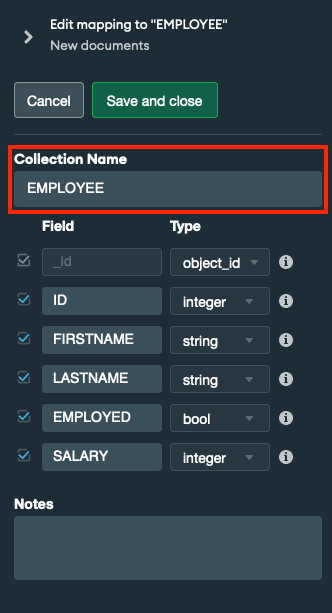 Edit mapping to "EMPLOYEE"
New documents
Cancel Save and close
Collection Name
EMPLOYEE
Field Type
_id object_id
ID integer
FIRSTNAME string
LASTNAME string
EMPLOYED bool
SALARY integer
Notes